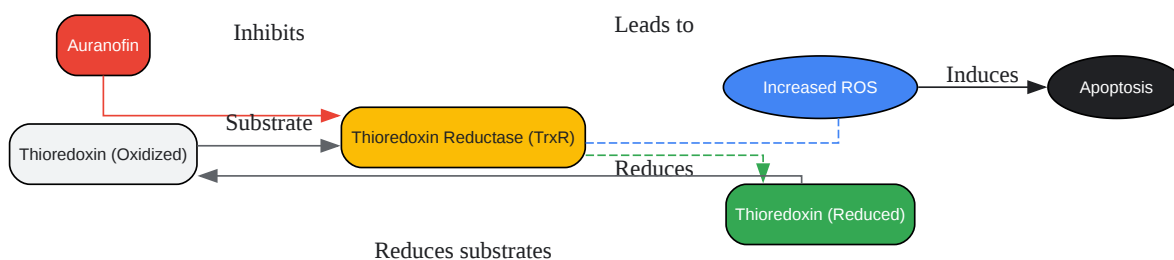 Leads to
Inhibits
Auranofin
Increased ROS
Induces
Apoptosis
Substrate
Thioredoxin Reductase (TrxR)
Thioredoxin (Oxidized)
Reduces
Thioredoxin (Reduced)
Reduces substrates